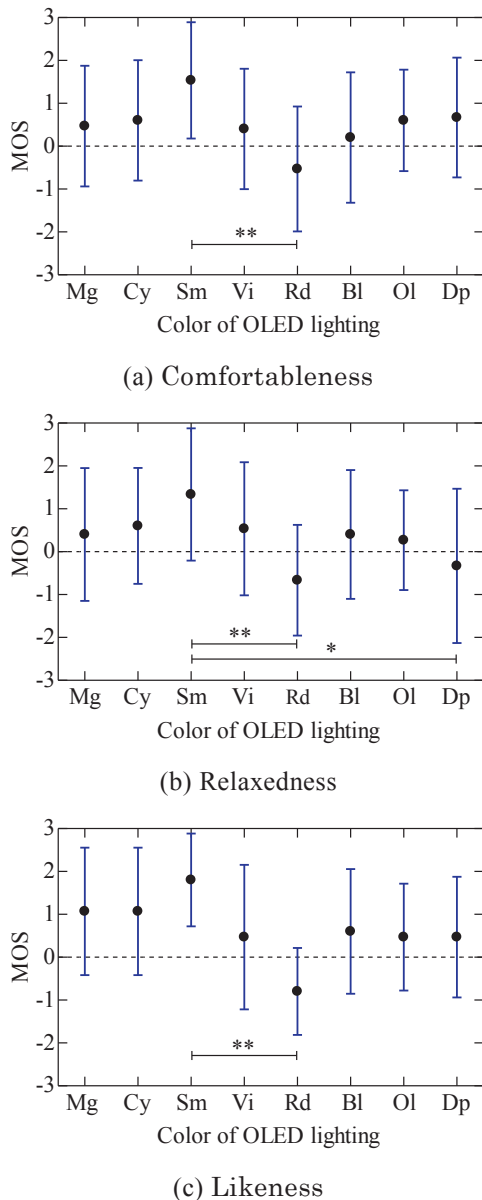 3
2
1
0
-1
-2
-3
MOS
**
Mg Cy Sm Vi Rd Bl Ol Dp
Color of OLED lighting
(a) Comfortableness
3
2
1
0
-1
-2
-3
MOS
**
*
Mg Cy Sm Vi Rd Bl Ol Dp
Color of OLED lighting
(b) Relaxedness
3
2
1
0
-1
-2
-3
MOS
**
Mg Cy Sm Vi Rd Bl Ol Dp
Color of OLED lighting
(c) Likeness